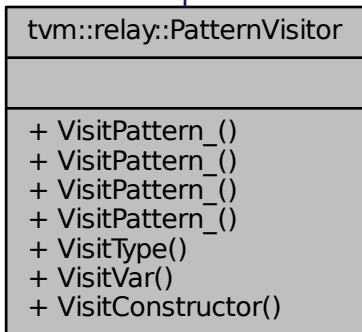 tvm::relay::PatternVisitor
+ VisitPattern_()
+ VisitPattern_()
+ VisitPattern_()
+ VisitPattern_()
+ VisitType()
+ VisitVar()
+ VisitConstructor()